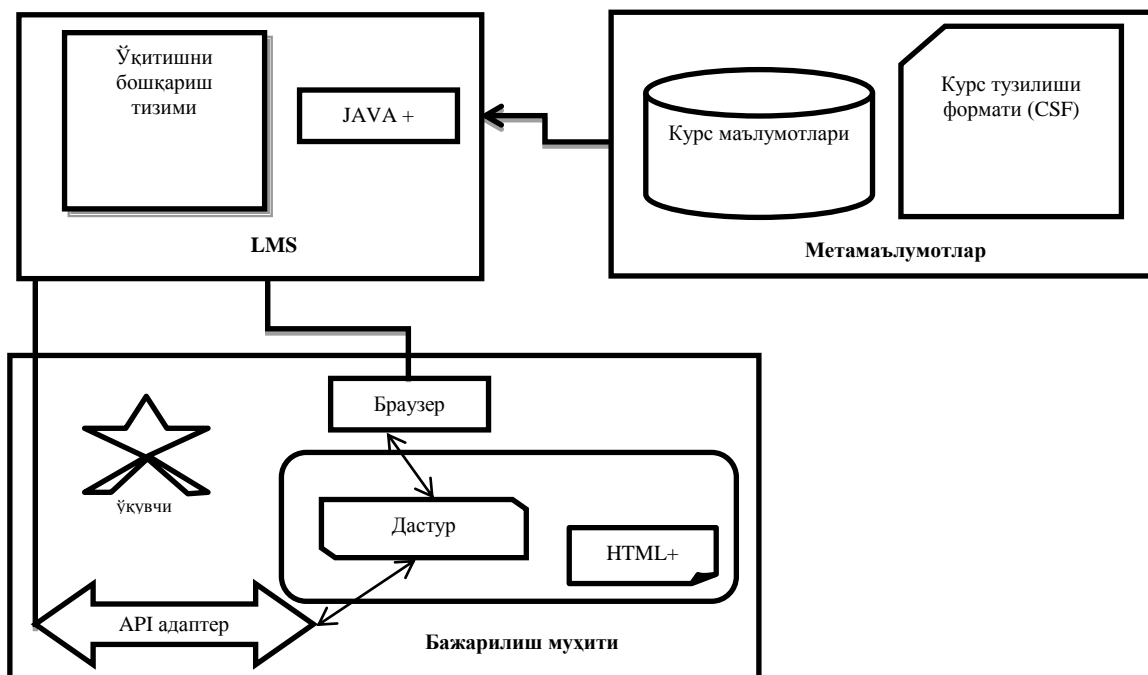 Ўқитишни
бошқариш
тизими
JAVA +
LMS
Курс маълумотлари
Курс тузилиши
формати (CSF)
Метамаълумотлар
Браузер
ўқувчи
Дастур
HTML+
API адаптер
Бажарилиш муҳити